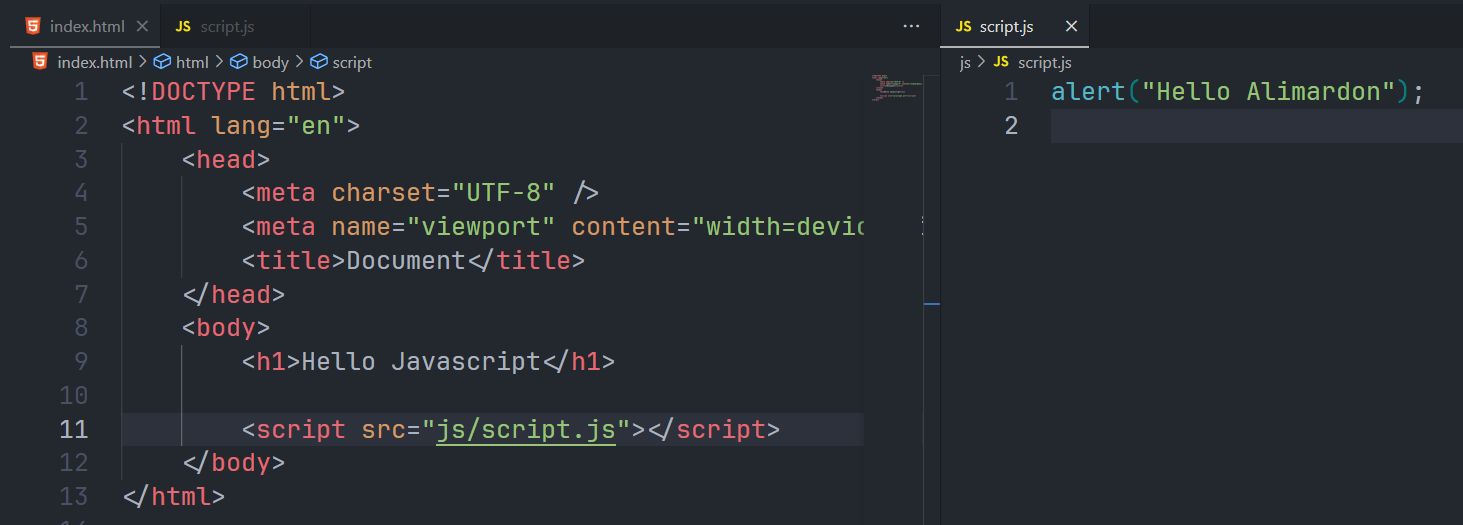 index.html
JS script.js
...
index.html > html > body > script
1 <!DOCTYPE html>
2 <html lang="en">
3 <head>
4 <meta charset="UTF-8" />
5 <meta name="viewport" content="width=devic
6 <title>Document</title>
7 </head>
8 <body>
9 <h1>Hello Javascript</h1>
10
11 <script src="js/script.js"></script>
12 </body>
13 </html>
JS script.js
js > JS script.js
1 alert("Hello Alimardon");
2